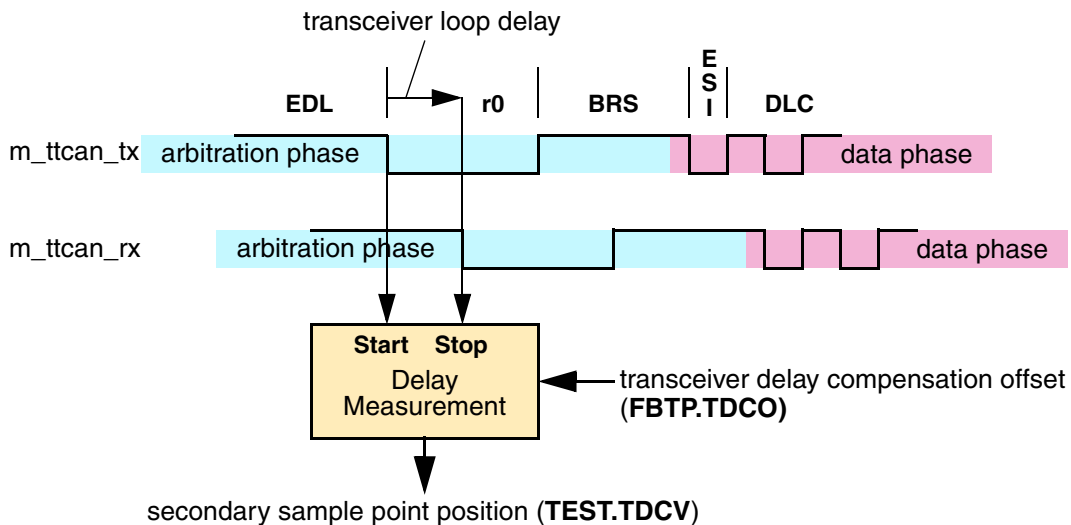 transceiver loop delay
EDL r0 BRS ESI DLC
m_ttcan_tx arbitration phase data phase
m_ttcan_rx arbitration phase data phase
Start Stop
Delay
Measurement
transceiver delay compensation offset
(FBTP.TDCO)
secondary sample point position (TEST.TDCV)